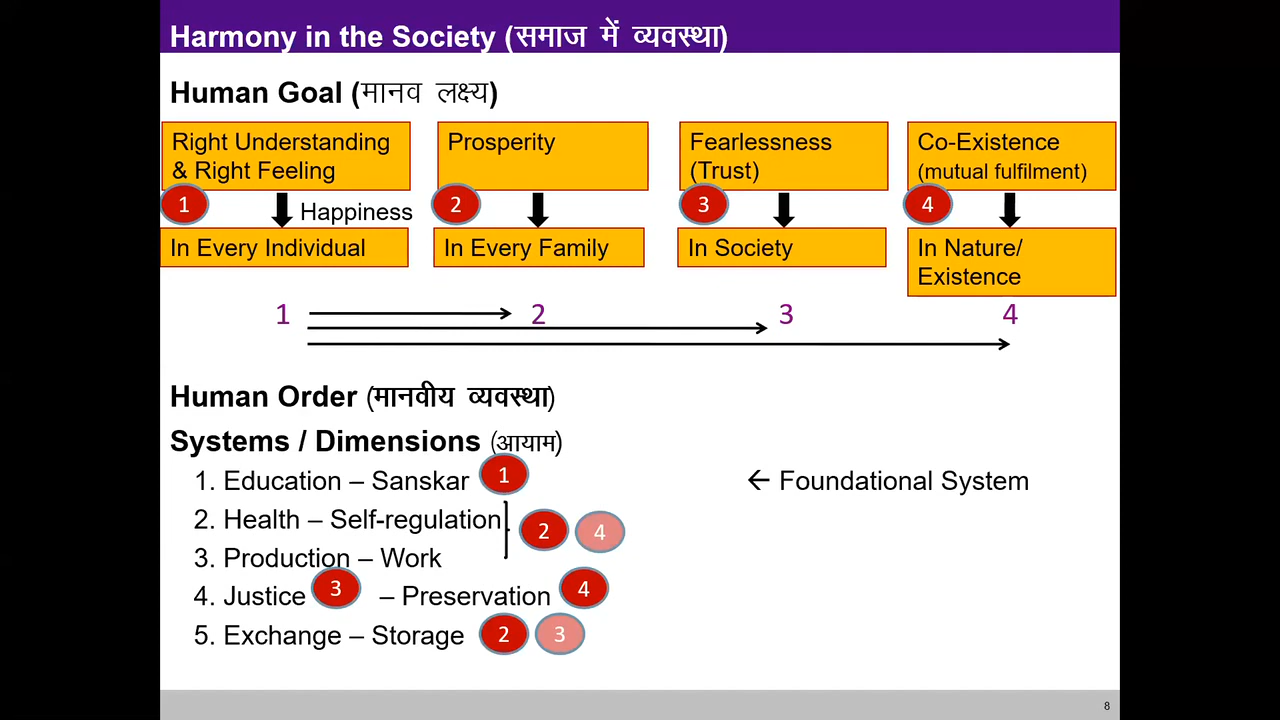 Harmony in the Society (समाज में व्यवस्था)
Human Goal (मानव लक्ष्य)
Right Understanding
& Right Feeling
Prosperity
Fearlessness
(Trust)
Co-Existence
(mutual fulfilment)
1
Happiness
2
3
4
In Every Individual
In Every Family
In Society
In Nature/
Existence
1 2 3 4
Human Order (मानवीय व्यवस्था)
Systems / Dimensions (आयाम)
1. Education – Sanskar 1 ← Foundational System
2. Health – Self-regulation
2 4
3. Production – Work
4. Justice 3 – Preservation 4
5. Exchange – Storage 2 3
8